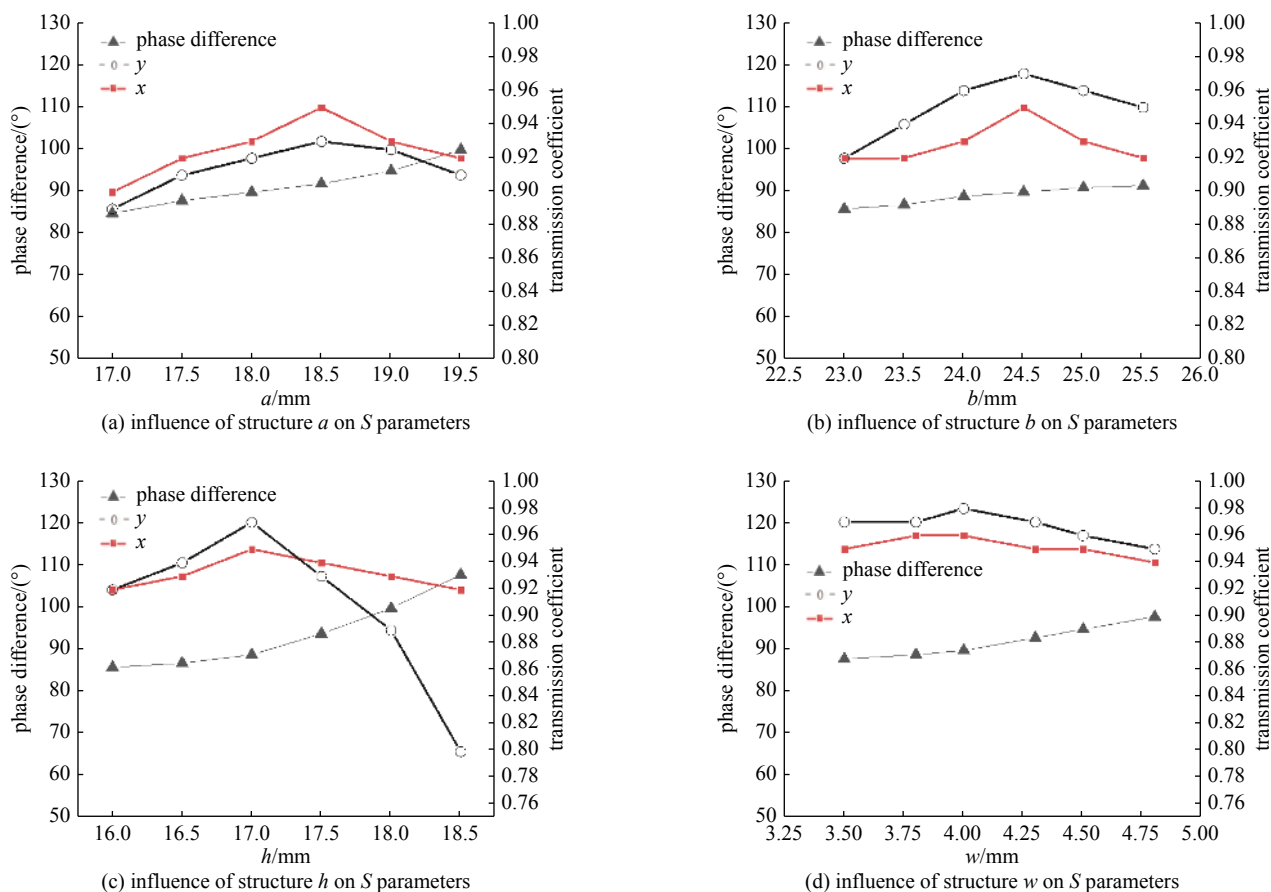 130
120
110
100
90
80
70
60
50
phase difference/(°)
phase difference
y
x
1.00
0.98
0.96
0.94
0.92
0.90
0.88
0.86
0.84
0.82
0.80
transmission coefficient
17.0 17.5 18.0 18.5 19.0 19.5
a/mm
(a) influence of structure a on S parameters
130
120
110
100
90
80
70
60
50
phase difference/(°)
phase difference
y
x
1.00
0.98
0.96
0.94
0.92
0.90
0.88
0.86
0.84
0.82
0.80
transmission coefficient
22.5 23.0 23.5 24.0 24.5 25.0 25.5 26.0
b/mm
(b) influence of structure b on S parameters
130
120
110
100
90
80
70
60
50
phase difference/(°)
phase difference
y
x
1.00
0.98
0.96
0.94
0.92
0.90
0.88
0.86
0.84
0.82
0.80
0.78
0.76
transmission coefficient
16.0 16.5 17.0 17.5 18.0 18.5
h/mm
(c) influence of structure h on S parameters
130
120
110
100
90
80
70
60
50
phase difference/(°)
phase difference
y
x
1.00
0.98
0.96
0.94
0.92
0.90
0.88
0.86
0.84
0.82
0.80
0.78
0.76
transmission coefficient
3.25 3.50 3.75 4.00 4.25 4.50 4.75 5.00
w/mm
(d) influence of structure w on S parameters